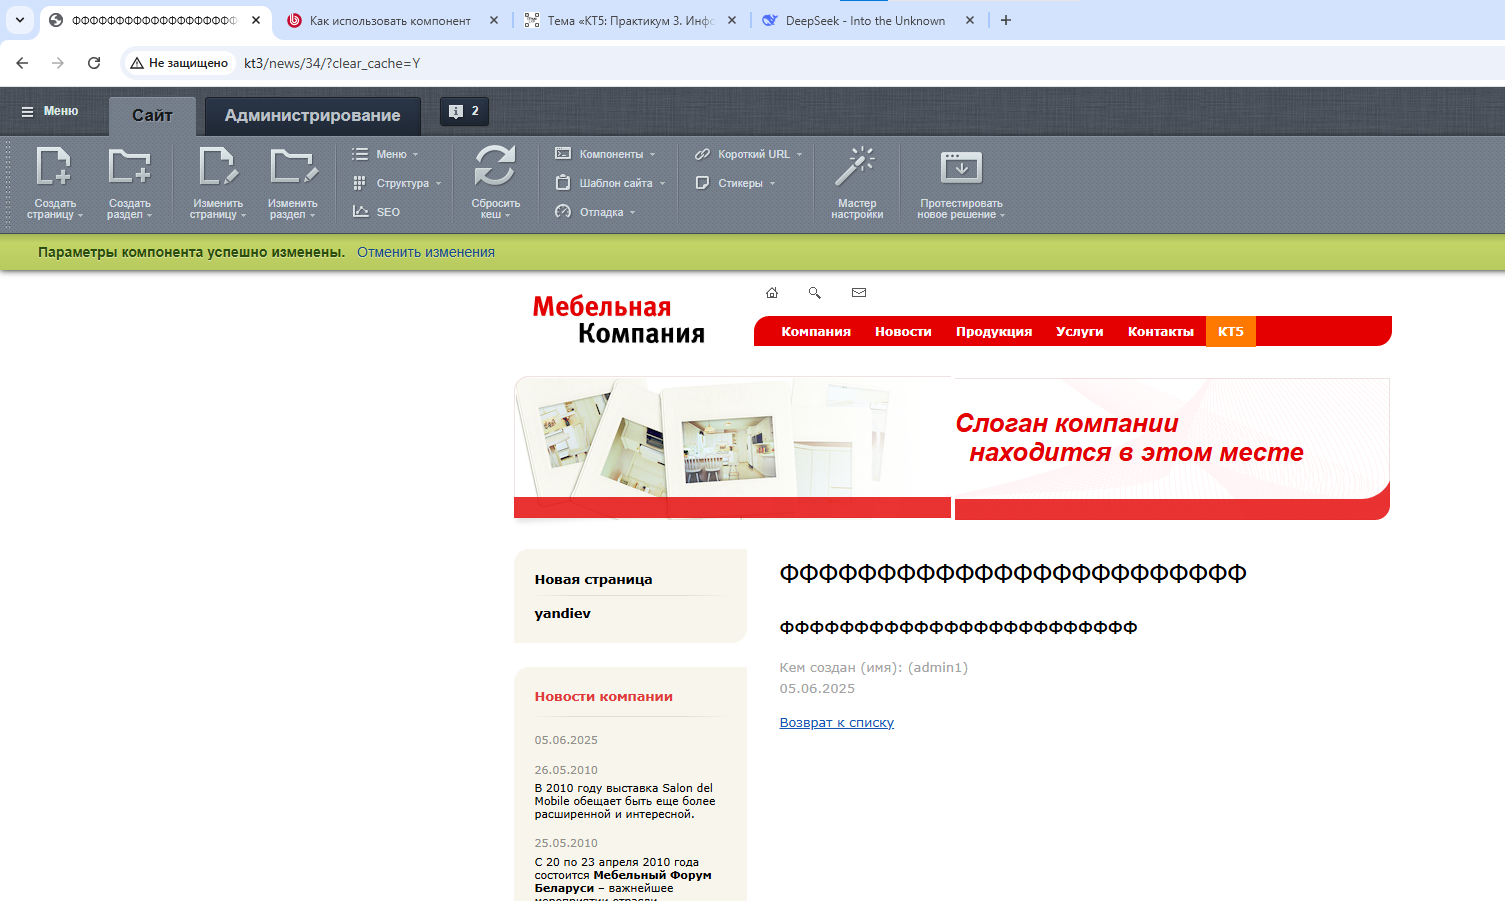 ФФФФФФФФФФФФФФФФФФФ
Как использовать компонент
Тема «КТ5: Практикум 3. Инфо
DeepSeek - Into the Unknown
Не защищено
kt3/news/34/?clear_cache=Y
Меню
Сайт
Администрирование
2
Создать страницу
Создать раздел
Изменить страницу
Изменить раздел
Меню
Структура
SEO
Сбросить кеш
Компоненты
Шаблон сайта
Отладка
Короткий URL
Стикеры
Мастер настройки
Протестировать новое решение
Параметры компонента успешно изменены. Отменить изменения
Мебельная
Компания
Компания Новости Продукция Услуги Контакты КТ5
Слоган компании
находится в этом месте
Новая страница
yandiev
Новости компании
05.06.2025
26.05.2010
В 2010 году выставка Salon del
Mobile обещает быть еще более
расширенной и интересной.
25.05.2010
С 20 по 23 апреля 2010 года
состоится Мебельный Форум
Беларуси – важнейшее
мероприятие отрасли
ФФФФФФФФФФФФФФФФФФФФФФФФ
ФФФФФФФФФФФФФФФФФФФФФФФФ
Кем создан (имя): (admin1)
05.06.2025
Возврат к списку